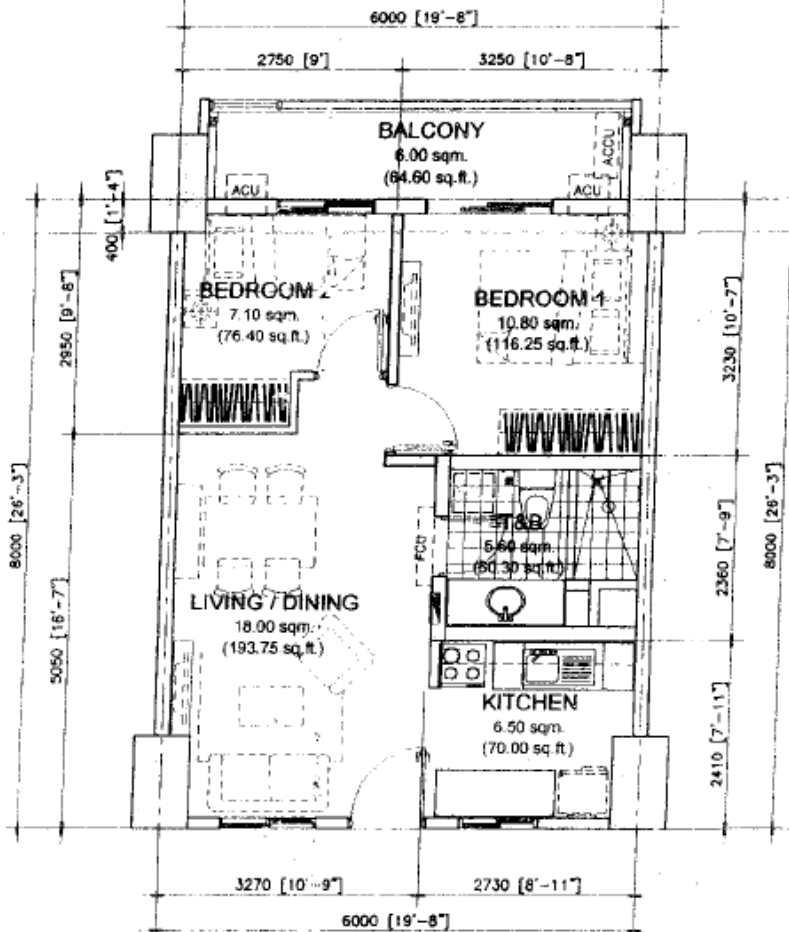 6000 [19'-8"]
2750 [9']
3250 [10'-8"]
BALCONY
6.00 sqm.
(64.60 sq.ft.)
ACCU
ACU
ACU
400 [1'-4"]
BEDROOM 2
7.10 sqm.
(76.40 sq.ft.)
BEDROOM 1
10.80 sqm.
(116.25 sq.ft.)
2950 [9'-8"]
3230 [10'-7"]
8000 [26'-3"]
8000 [26'-3"]
FCU
T&B
5.60 sqm.
(60.30 sq.ft.)
2360 [7'-9"]
LIVING / DINING
18.00 sqm.
(193.75 sq.ft.)
5050 [16'-7"]
KITCHEN
6.50 sqm.
(70.00 sq.ft.)
2410 [7'-11"]
3270 [10'-9"]
2730 [8'-11"]
6000 [19'-8"]